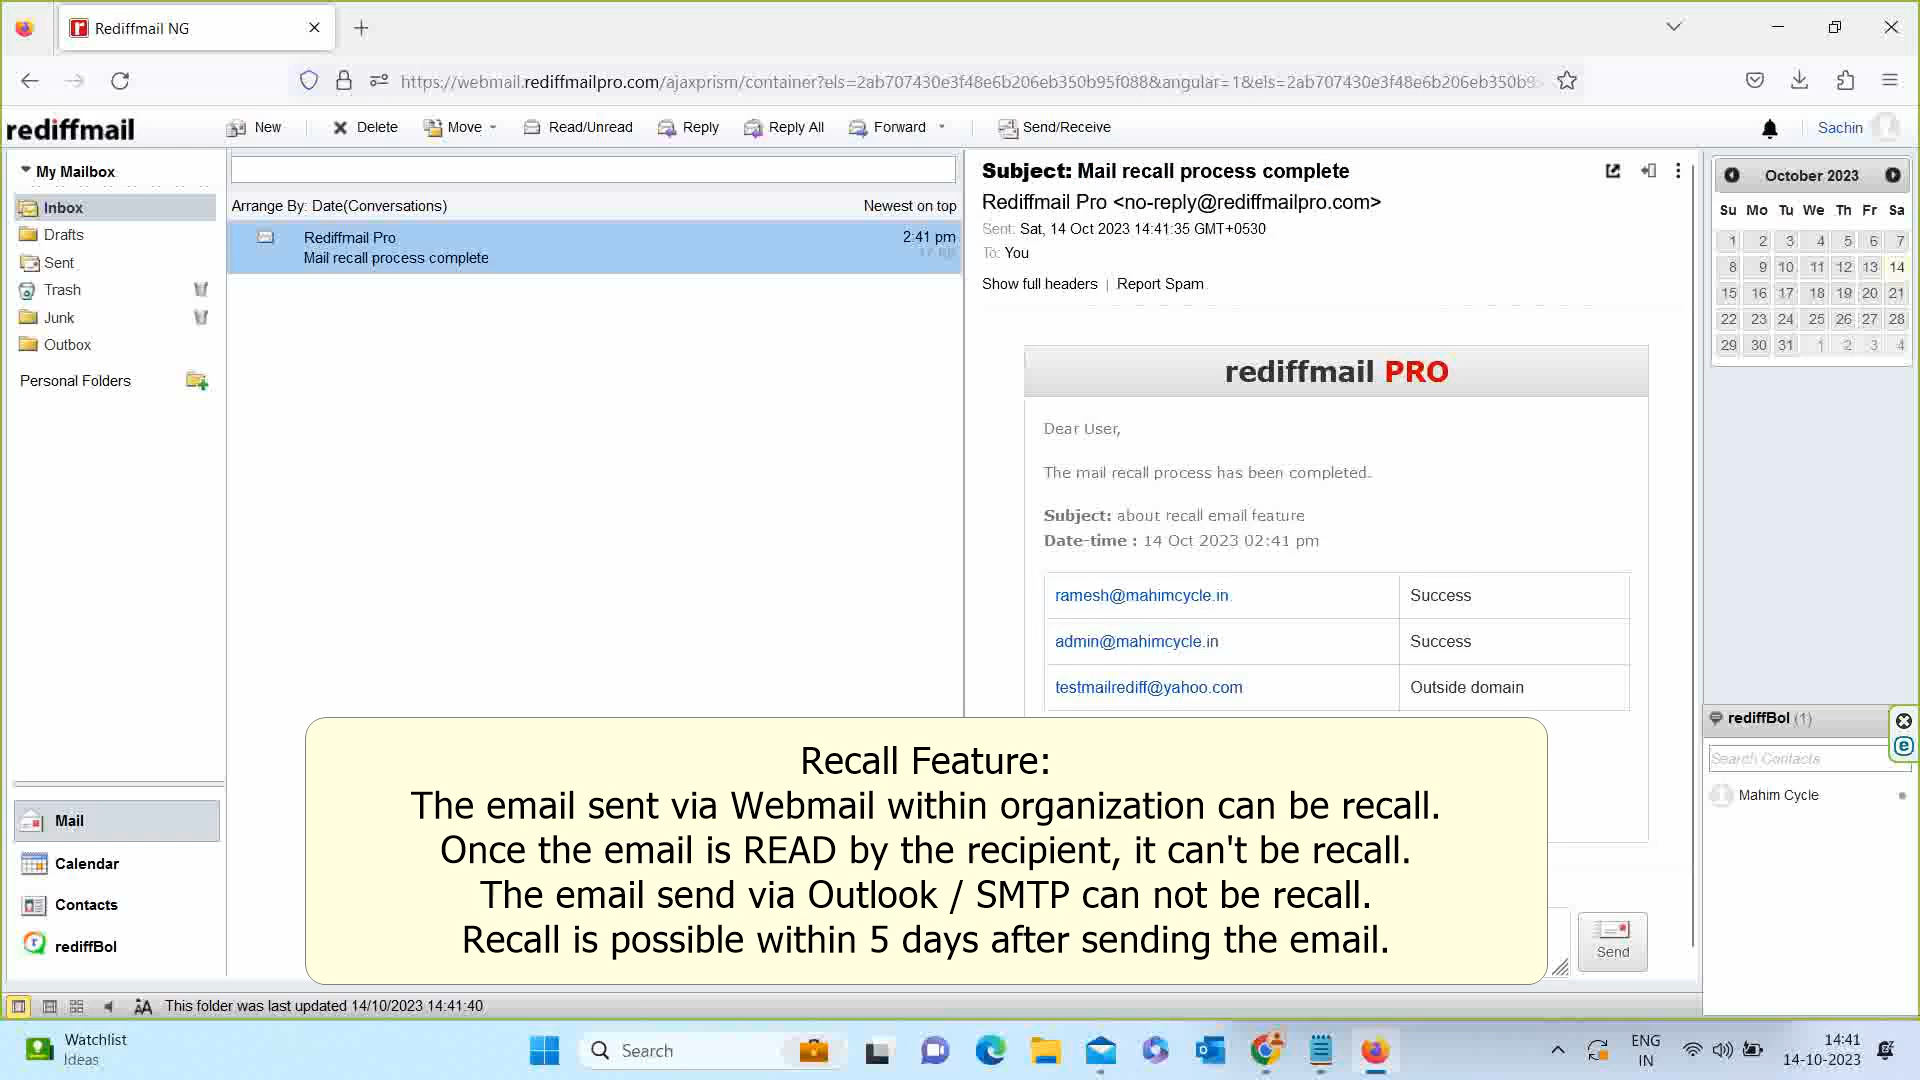 Rediffmail NG
https://webmail.rediffmailpro.com/ajaxprism/container?els=2ab707430e3f48e6b206eb350b95f088&angular=1&els=2ab707430e3f48e6b206eb350b9
rediffmail
New
Delete
Move
Read/Unread
Reply
Reply All
Forward
Send/Receive
Sachin
My Mailbox
Inbox
Drafts
Sent
Trash
Junk
Outbox
Personal Folders
Mail
Calendar
Contacts
rediffBol
Arrange By: Date(Conversations) Newest on top
Rediffmail Pro 2:41 pm
Mail recall process complete
Subject: Mail recall process complete
Rediffmail Pro <no-reply@rediffmailpro.com>
Sent: Sat, 14 Oct 2023 14:41:35 GMT+0530
To: You
Show full headers | Report Spam
rediffmail PRO
Dear User,
The mail recall process has been completed.
Subject: about recall email feature
Date-time : 14 Oct 2023 02:41 pm
ramesh@mahimcycle.in Success
admin@mahimcycle.in Success
testmailrediff@yahoo.com Outside domain
Recall Feature:
The email sent via Webmail within organization can be recall.
Once the email is READ by the recipient, it can't be recall.
The email send via Outlook / SMTP can not be recall.
Recall is possible within 5 days after sending the email.
Send
October 2023
Su Mo Tu We Th Fr Sa
1 2 3 4 5 6 7
8 9 10 11 12 13 14
15 16 17 18 19 20 21
22 23 24 25 26 27 28
29 30 31 1 2 3 4
rediffBol (1)
Search Contacts
Mahim Cycle
AA This folder was last updated 14/10/2023 14:41:40
Watchlist
Ideas
Search
ENG
IN
14:41
14-10-2023